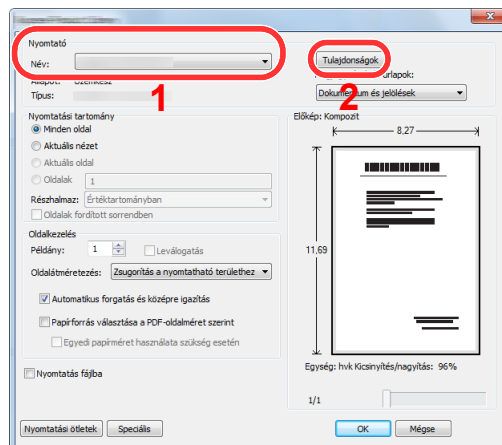 Nyomtató
Név:
1
Állapot: Üzemkész
Típus:
Tulajdonságok
2
Dokumentum és jelölések
Nyomtatási tartomány
Minden oldal
Aktuális nézet
Aktuális oldal
Oldalak 1
Részhalmaz: Értéktartományban
Oldalak fordított sorrendben
Oldalkezelés
Példány: 1 Leválogatás
Oldalátméretezés: Zsugorítás a nyomtatható területhez
Automatikus forgatás és középre igazítás
Papírforrás választása a PDF-oldalméret szerint
Egyedi papírméret használata szükség esetén
Nyomtatás fájlba
Előkép: Kompozit
8,27
11,69
Egység: hvk Kicsinyítés/nagyítás: 96%
1/1
Nyomtatási ötletek Speciális OK Mégse